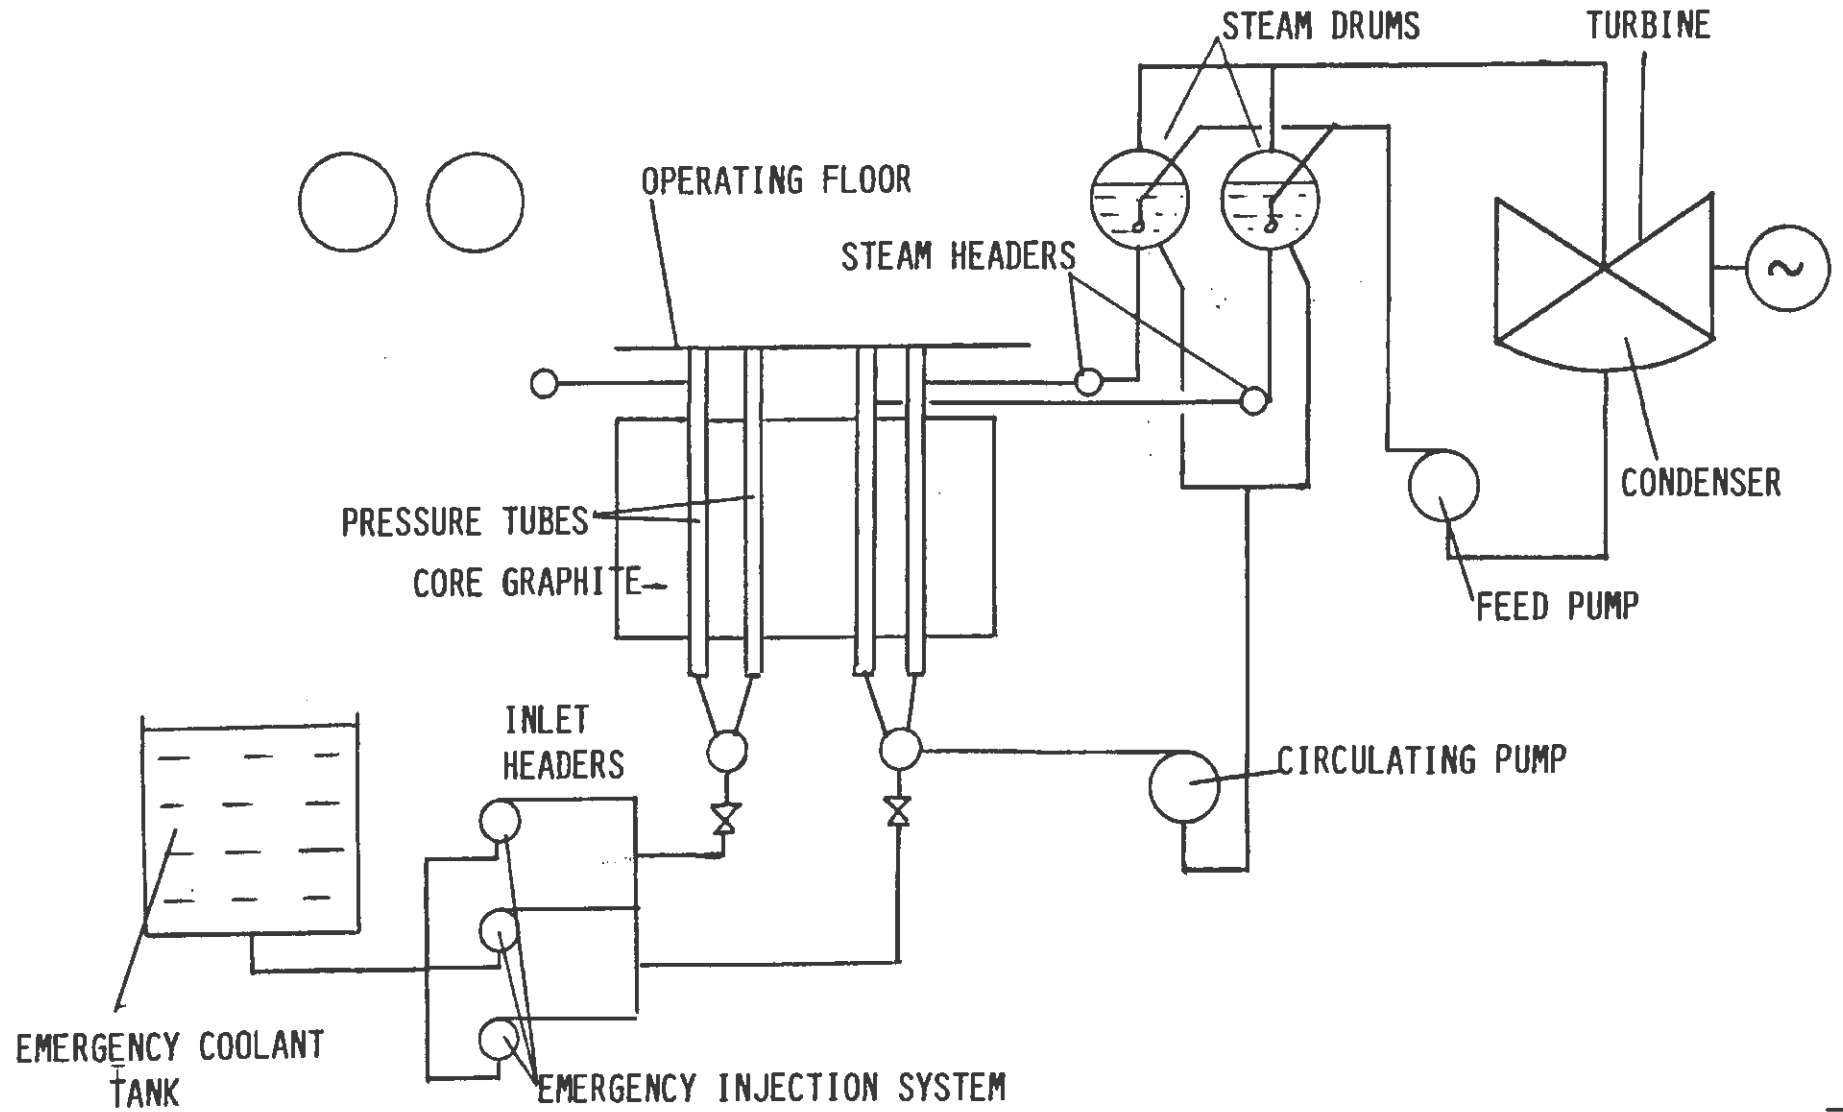 STEAM DRUMS
TURBINE
OPERATING FLOOR
STEAM HEADERS
PRESSURE TUBES
CORE GRAPHITE
CONDENSER
FEED PUMP
INLET
HEADERS
CIRCULATING PUMP
EMERGENCY COOLANT
TANK
EMERGENCY INJECTION SYSTEM
~